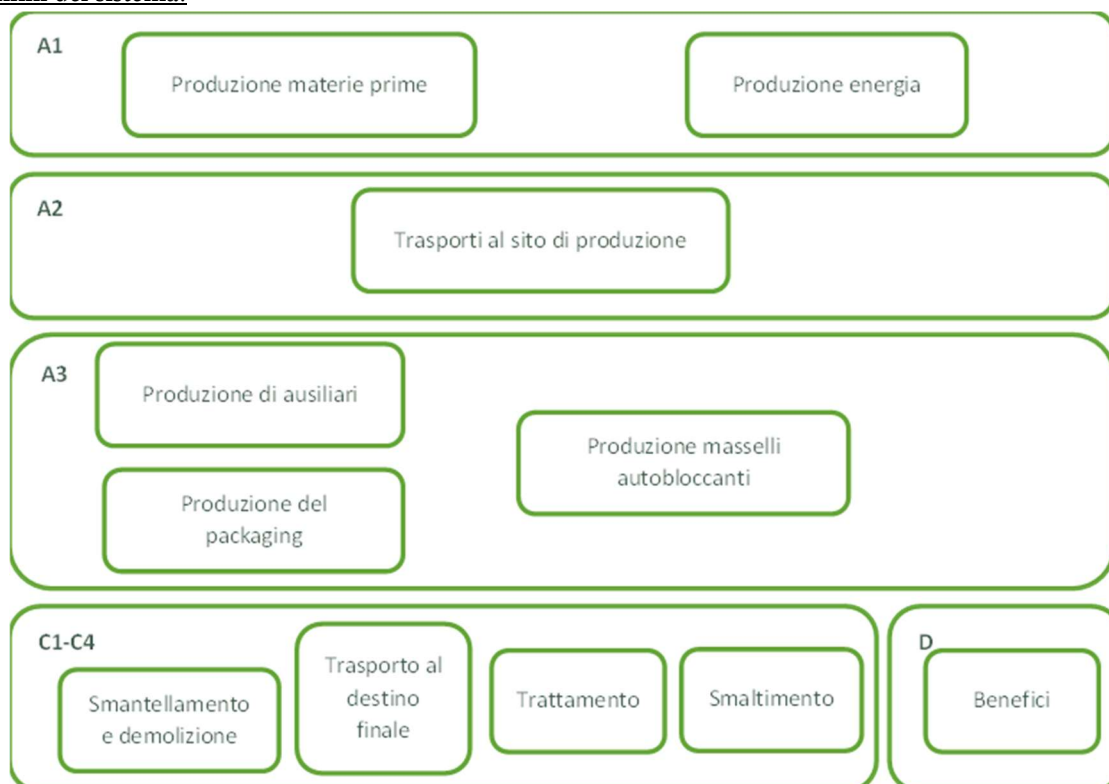 A1
Produzione materie prime
Produzione energia
A2
Trasporti al sito di produzione
A3
Produzione di ausiliari
Produzione masselli
autobloccanti
Produzione del
packaging
C1-C4
Smantellamento
e demolizione
Trasporto al
destino
finale
Trattamento
Smaltimento
D
Benefici